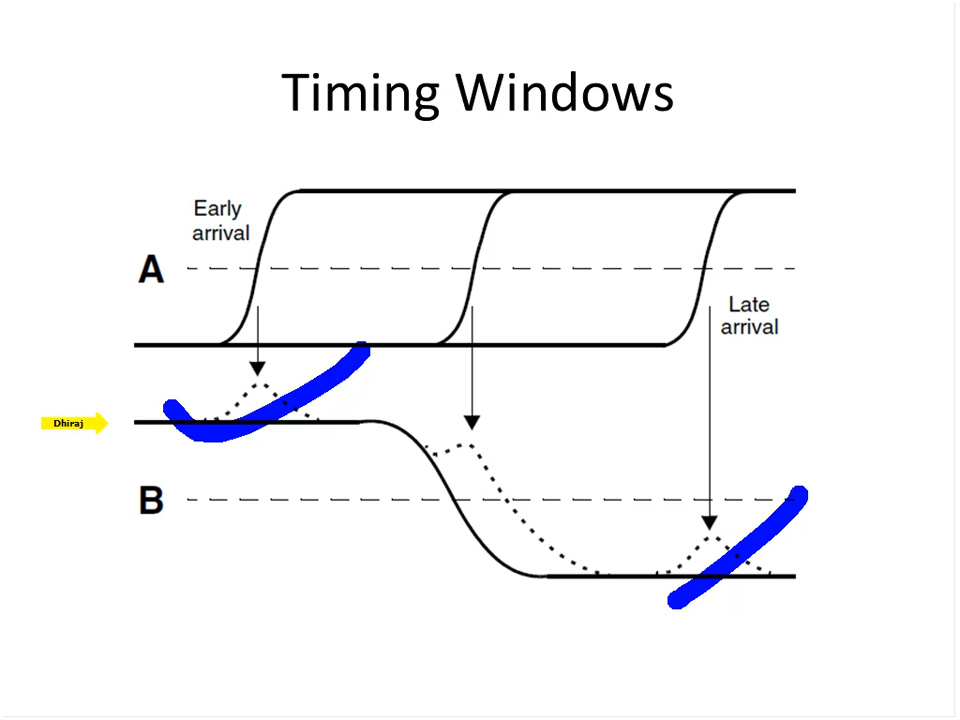 Timing Windows
Early
arrival
A
Late
arrival
Dhiraj
B